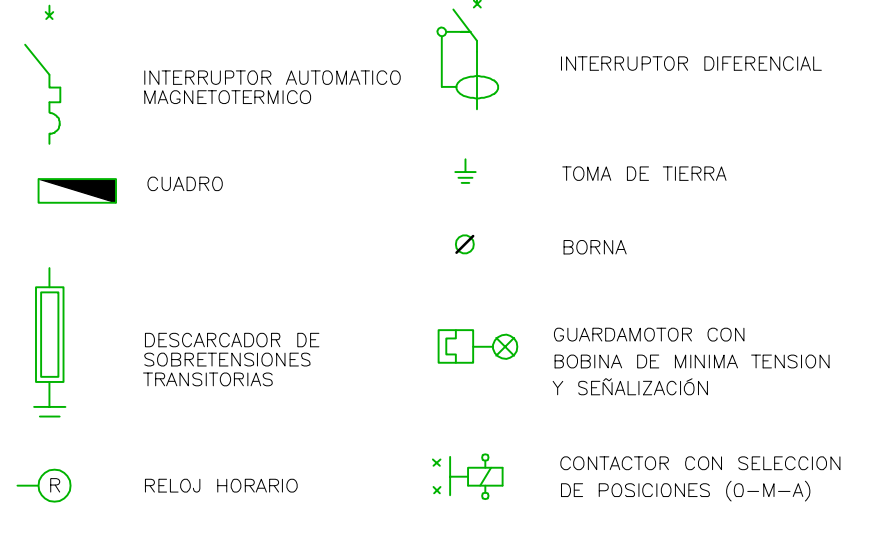 INTERRUPTOR AUTOMATICO
MAGNETOTERMICO
CUADRO
DESCARCADOR DE
SOBRETENSIONES
TRANSITORIAS
R
RELOJ HORARIO
INTERRUPTOR DIFERENCIAL
TOMA DE TIERRA
BORNA
GUARDAMOTOR CON
BOBINA DE MINIMA TENSION
Y SEÑALIZACIÓN
CONTACTOR CON SELECCION
DE POSICIONES (O-M-A)